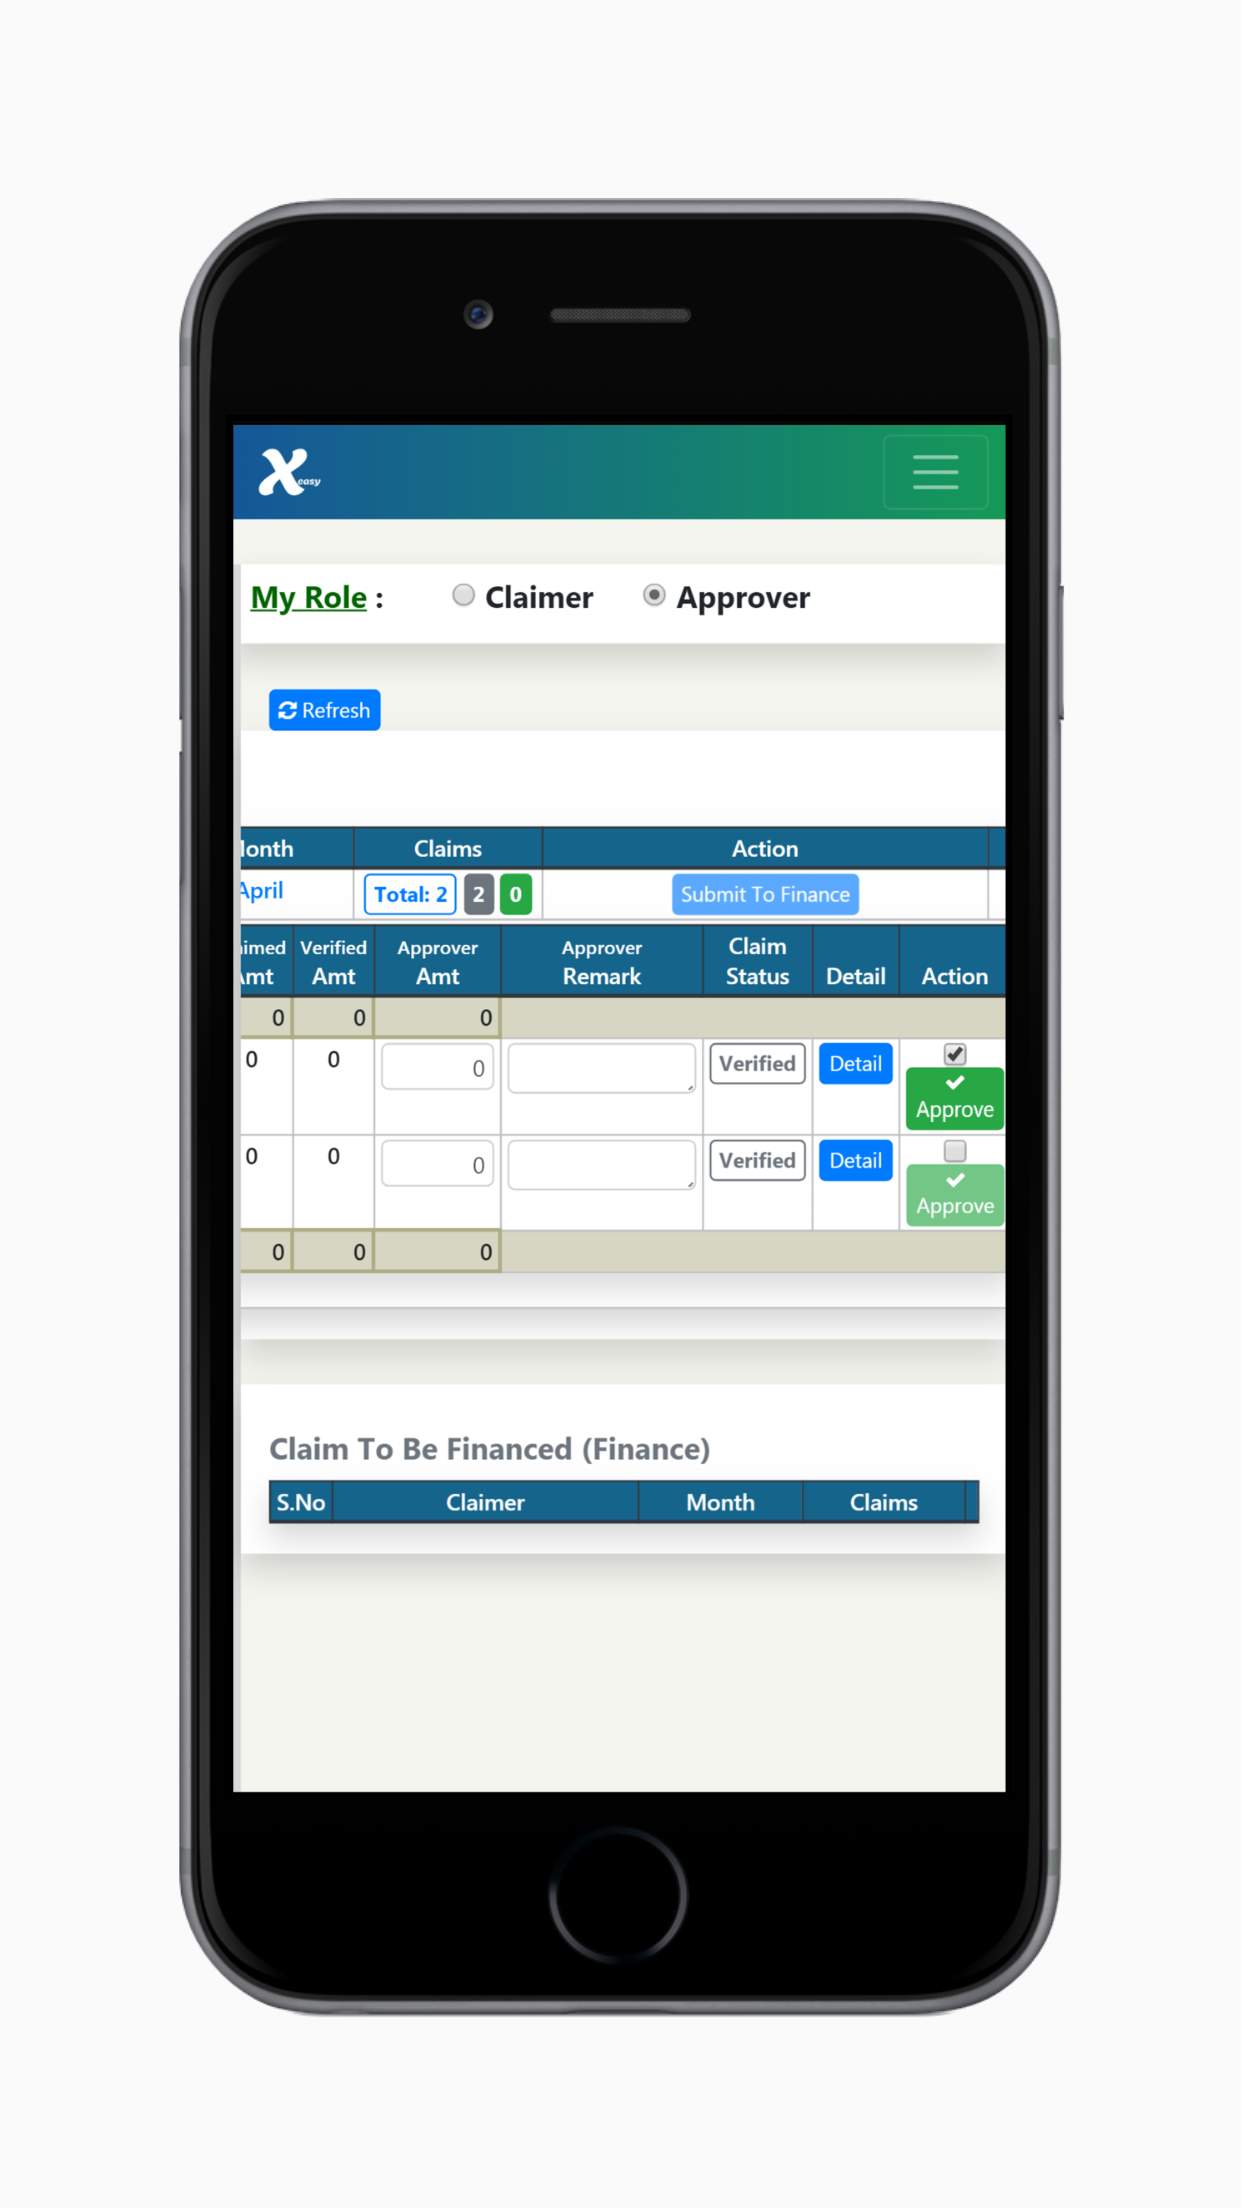 X easy
My Role :
Claimer
Approver
Refresh
Month Claims Action
April Total: 2 2 0 Submit To Finance
imed Verified Approver Approver Claim
Amt Amt Amt Remark Status Detail Action
0 0 0
0 0 0 Verified Detail
Approve
0 0 0 Verified Detail
Approve
0 0 0
Claim To Be Financed (Finance)
S.No Claimer Month Claims